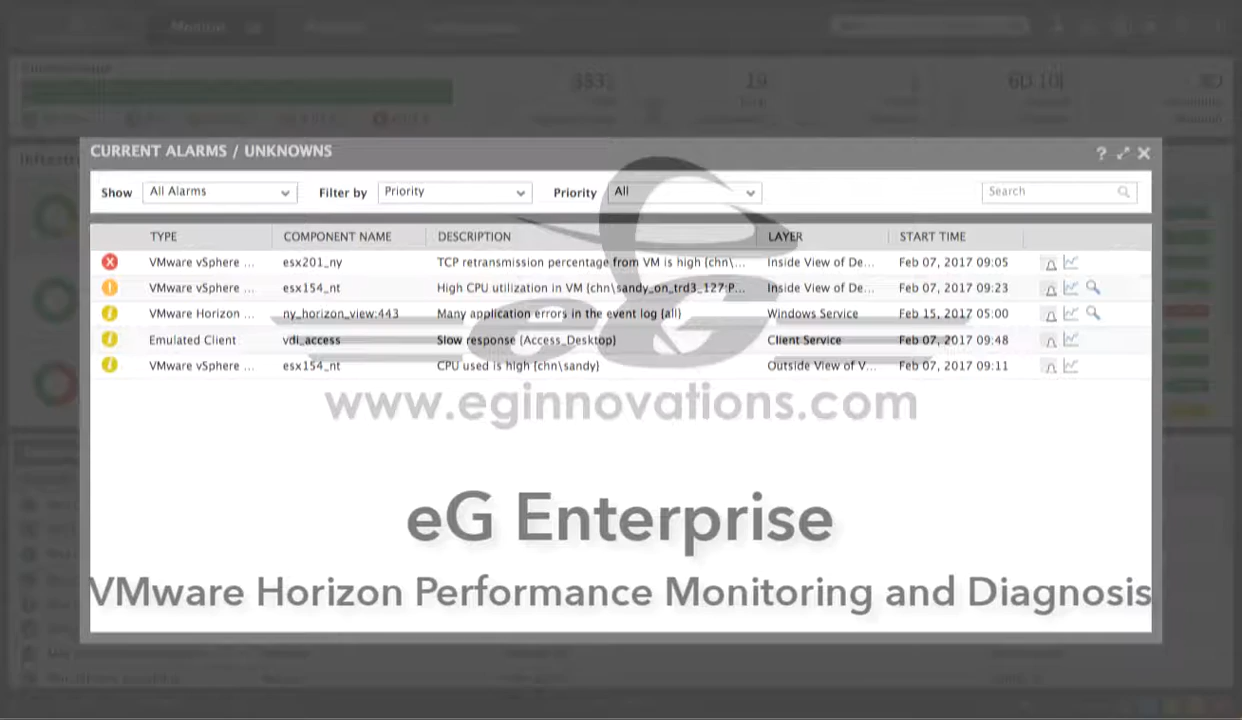 Monitor
CURRENT ALARMS / UNKNOWNS
?
Show All Alarms Filter by Priority Priority All Search
TYPE COMPONENT NAME DESCRIPTION LAYER START TIME
VMware vSphere ... esx201_ny TCP retransmission percentage from VM is high {chn\... Inside View of De... Feb 07, 2017 09:05
VMware vSphere ... esx154_nt High CPU utilization in VM {chn\sandy_on_trd3_127:P... Inside View of De... Feb 07, 2017 09:23
VMware Horizon ... ny_horizon_view:443 Many application errors in the event log {all} Windows Service Feb 15, 2017 05:00
Emulated Client vdi_access Slow response {Access_Desktop} Client Service Feb 07, 2017 09:48
VMware vSphere ... esx154_nt CPU used is high {chn\sandy} Outside View of V... Feb 07, 2017 09:11
eG
www.eginnovations.com
eG Enterprise
VMware Horizon Performance Monitoring and Diagnosis